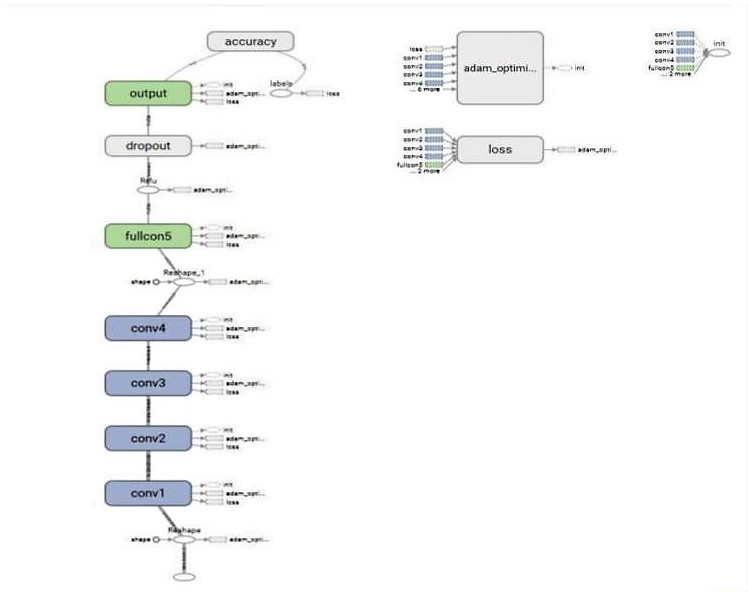 accuracy
output
init
adam_opti...
loss
labels
loss
dropout
adam_opti...
Relu
adam_opti...
fullcon5
init
adam_opti...
loss
Reshape_1
shape
adam_opti...
conv4
init
adam_opti...
loss
conv3
init
adam_opti...
loss
conv2
init
adam_opti...
loss
conv1
init
adam_opti...
loss
Reshape
shape
adam_opti...
loss
conv1
conv2
conv3
conv4
... 6 more
adam_optimi...
init
conv1
conv2
conv3
conv4
fullcon5
loss
adam_opti...
conv1
conv2
conv3
conv4
fullcon5
... 2 more
init